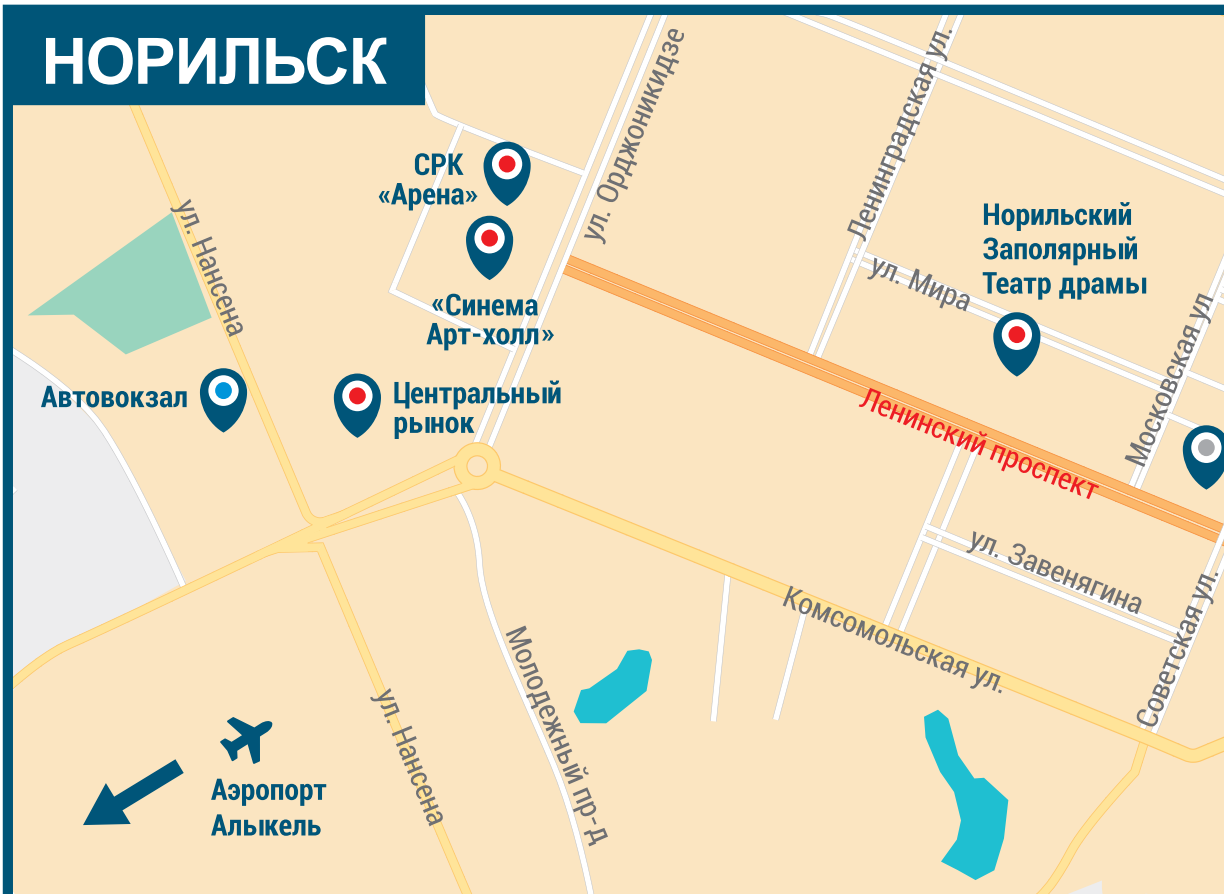 НОРИЛЬСК
СРК
«Арена»
ул. Орджоникидзе
Ленинградская ул.
ул. Нансена
Норильский
Заполярный
Театр драмы
ул. Мира
«Синема
Арт-холл»
Московская ул
Автовокзал
Центральный
рынок
Ленинский проспект
ул. Завенягина
Комсомольская ул.
Советская ул.
Молодежный пр-д
ул. Нансена
Аэропорт
Алыкель